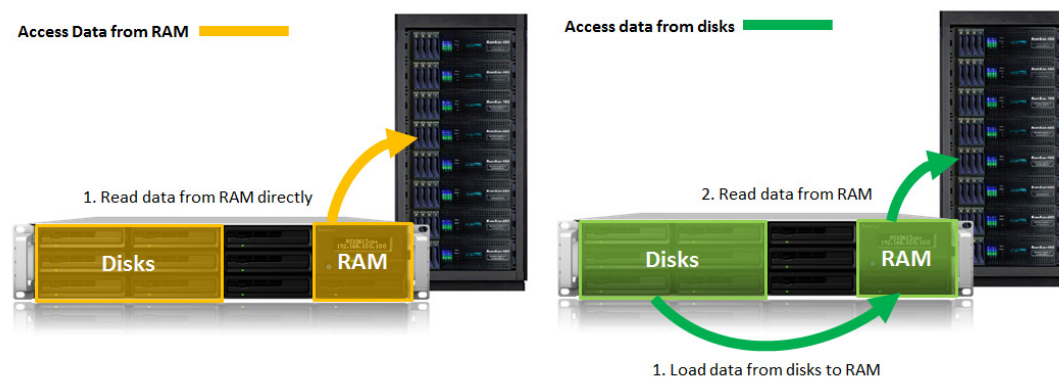 Access Data from RAM
1. Read data from RAM directly
Disks
RAM
Access data from disks
2. Read data from RAM
Disks
RAM
1. Load data from disks to RAM